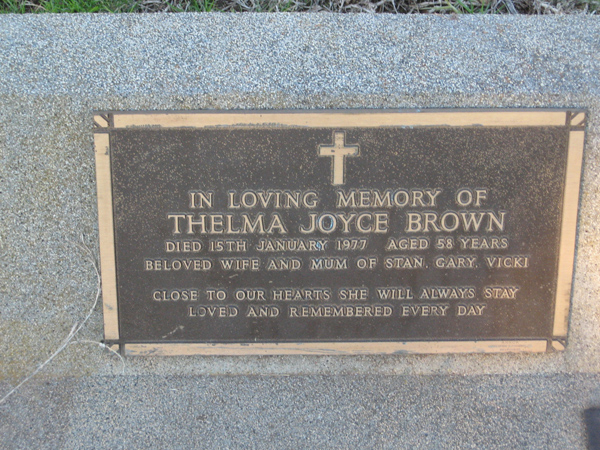 IN LOVING MEMORY OF
THELMA JOYCE BROWN
DIED 15TH JANUARY 1977 AGED 58 YEARS
BELOVED WIFE AND MUM OF STAN, GARY, VICKI
CLOSE TO OUR HEARTS SHE WILL ALWAYS STAY
LOVED AND REMEMBERED EVERY DAY